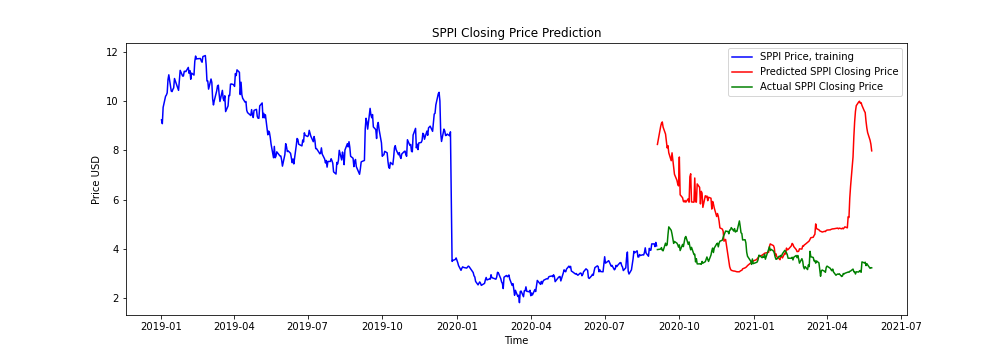 SPPI Closing Price Prediction
SPPI Price, training
Predicted SPPI Closing Price
Actual SPPI Closing Price
Price USD
12
10
8
6
4
2
2019-01 2019-04 2019-07 2019-10 2020-01 2020-04 2020-07 2020-10 2021-01 2021-04 2021-07
Time